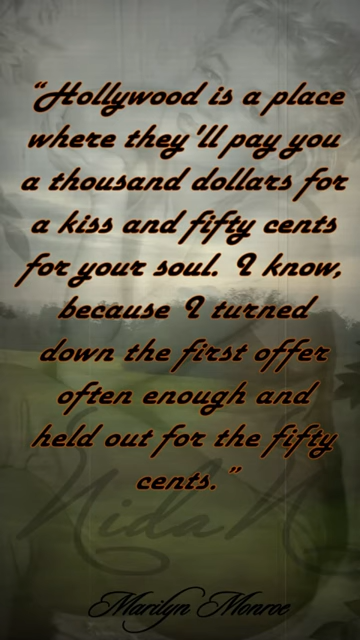 “Hollywood is a place
where they'll pay you
a thousand dollars for
a kiss and fifty cents
for your soul. I know,
because I turned
down the first offer
often enough and
held out for the fifty
cents.”
Nida N
Marilyn Monroe